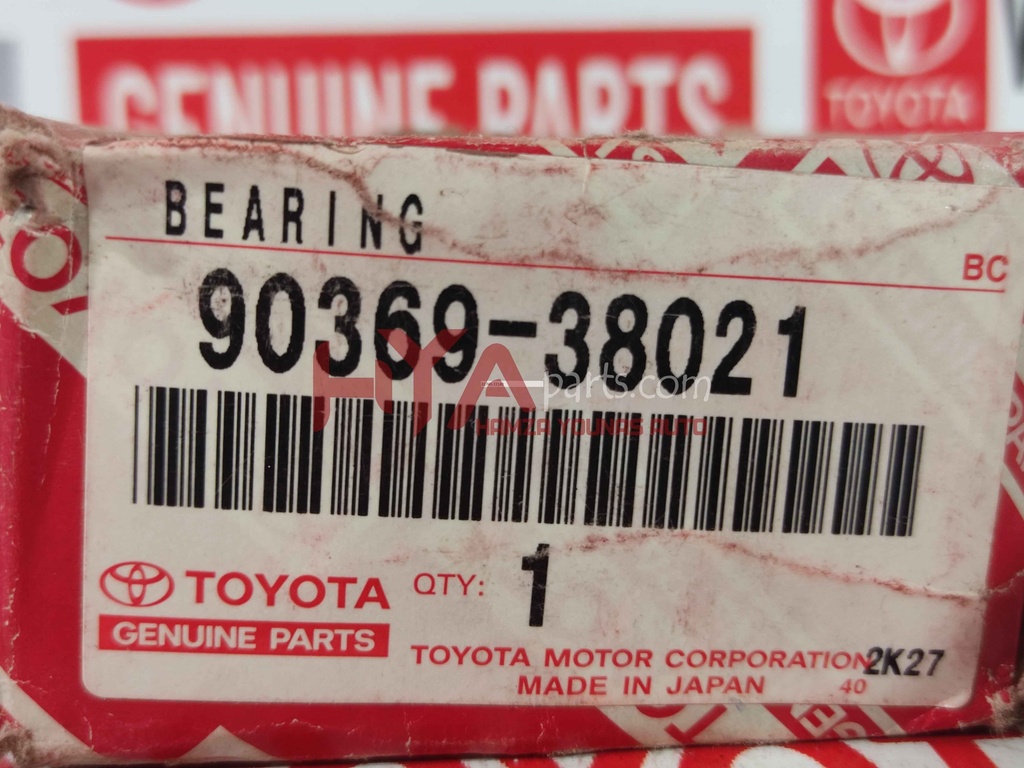 GENUINE PARTS
TOYOTA
BEARING
BC
90369-38021
HYA-parts.com
HAMZA YOUNAS AUTO
TOYOTA
GENUINE PARTS
QTY: 1
TOYOTA MOTOR CORPORATION 2K27
MADE IN JAPAN 40